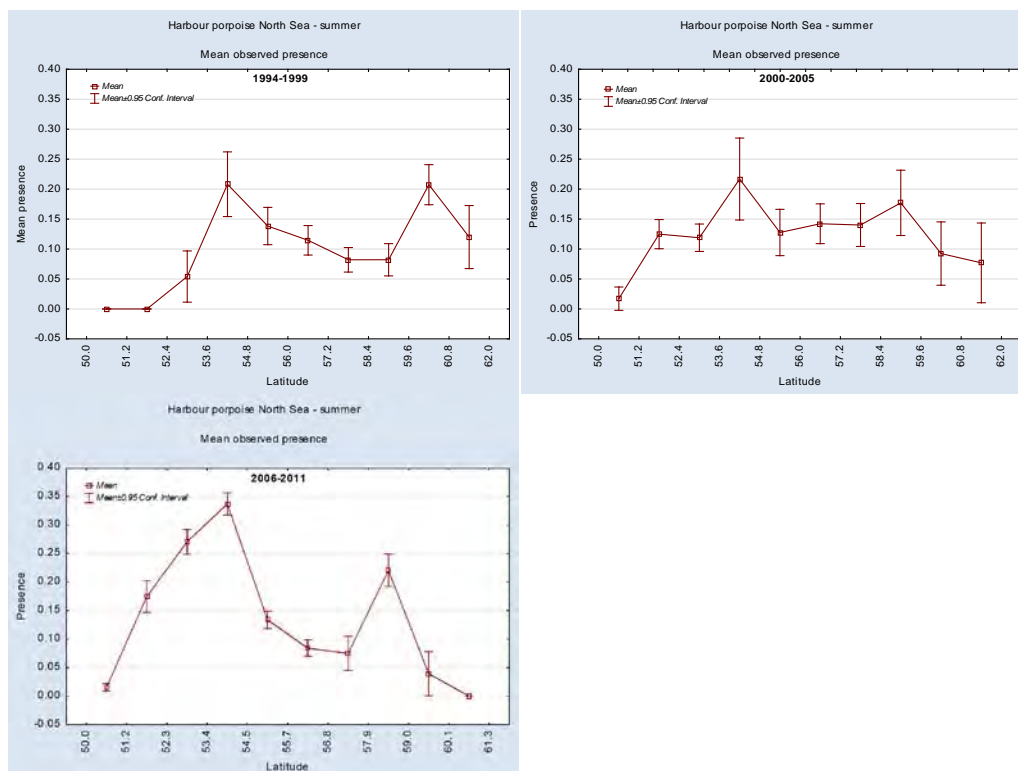 Harbour porpoise North Sea - summer
Mean observed presence
1994-1999
Mean
Mean±0.95 Conf. Interval
0.40
0.35
0.30
0.25
0.20
0.15
0.10
0.05
0.00
-0.05
Mean presence
50.0 51.2 52.4 53.6 54.8 56.0 57.2 58.4 59.6 60.8 62.0
Latitude
Harbour porpoise North Sea - summer
Mean observed presence
2000-2005
Mean
Mean±0.95 Conf. Interval
0.40
0.35
0.30
0.25
0.20
0.15
0.10
0.05
0.00
-0.05
Presence
50.0 51.2 52.4 53.6 54.8 56.0 57.2 58.4 59.6 60.8 62.0
Latitude
Harbour porpoise North Sea - summer
Mean observed presence
2006-2011
Mean
Mean±0.95 Conf. Interval
0.40
0.35
0.30
0.25
0.20
0.15
0.10
0.05
0.00
-0.05
Presence
50.0 51.2 52.3 53.4 54.5 55.7 56.8 57.9 59.0 60.1 61.3
Latitude